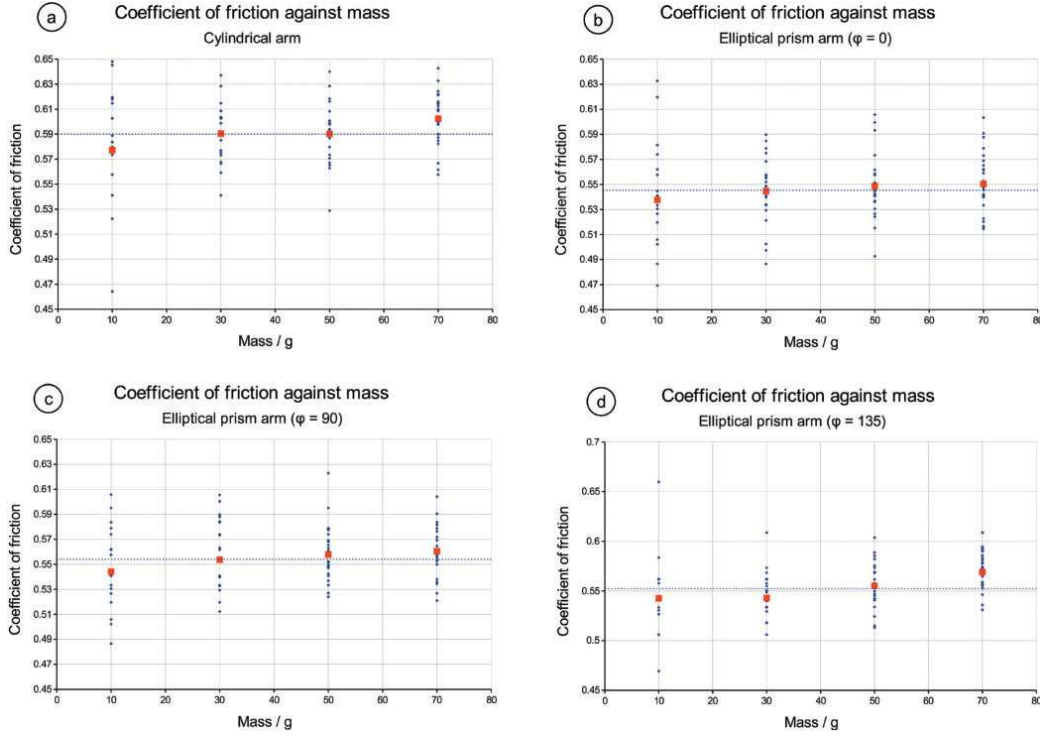 a
Coefficient of friction against mass
Cylindrical arm
0.65
0.63
0.61
0.59
0.57
0.55
0.53
0.51
0.49
0.47
0.45
Coefficient of friction
0 10 20 30 40 50 60 70 80
Mass / g
b
Coefficient of friction against mass
Elliptical prism arm (φ = 0)
0.65
0.63
0.61
0.59
0.57
0.55
0.53
0.51
0.49
0.47
0.45
Coefficient of friction
0 10 20 30 40 50 60 70 80
Mass / g
c
Coefficient of friction against mass
Elliptical prism arm (φ = 90)
0.65
0.63
0.61
0.59
0.57
0.55
0.53
0.51
0.49
0.47
0.45
Coefficient of friction
0 10 20 30 40 50 60 70 80
Mass / g
d
Coefficient of friction against mass
Elliptical prism arm (φ = 135)
0.7
0.65
0.6
0.55
0.5
0.45
Coefficient of friction
0 10 20 30 40 50 60 70 80
Mass / g